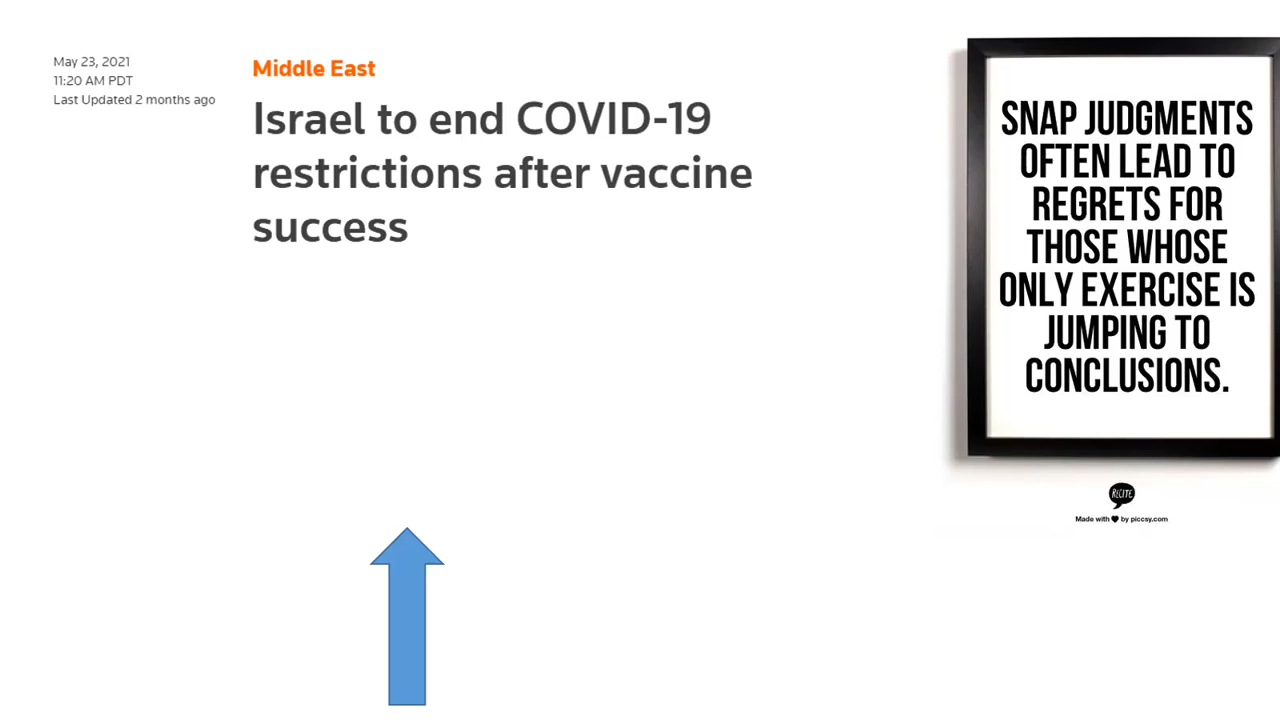 May 23, 2021
11:20 AM PDT
Last Updated 2 months ago
Middle East
Israel to end COVID-19
restrictions after vaccine
success
SNAP JUDGMENTS
OFTEN LEAD TO
REGRETS FOR
THOSE WHOSE
ONLY EXERCISE IS
JUMPING TO
CONCLUSIONS.
RECITE
Made with ❤ by piccsy.com